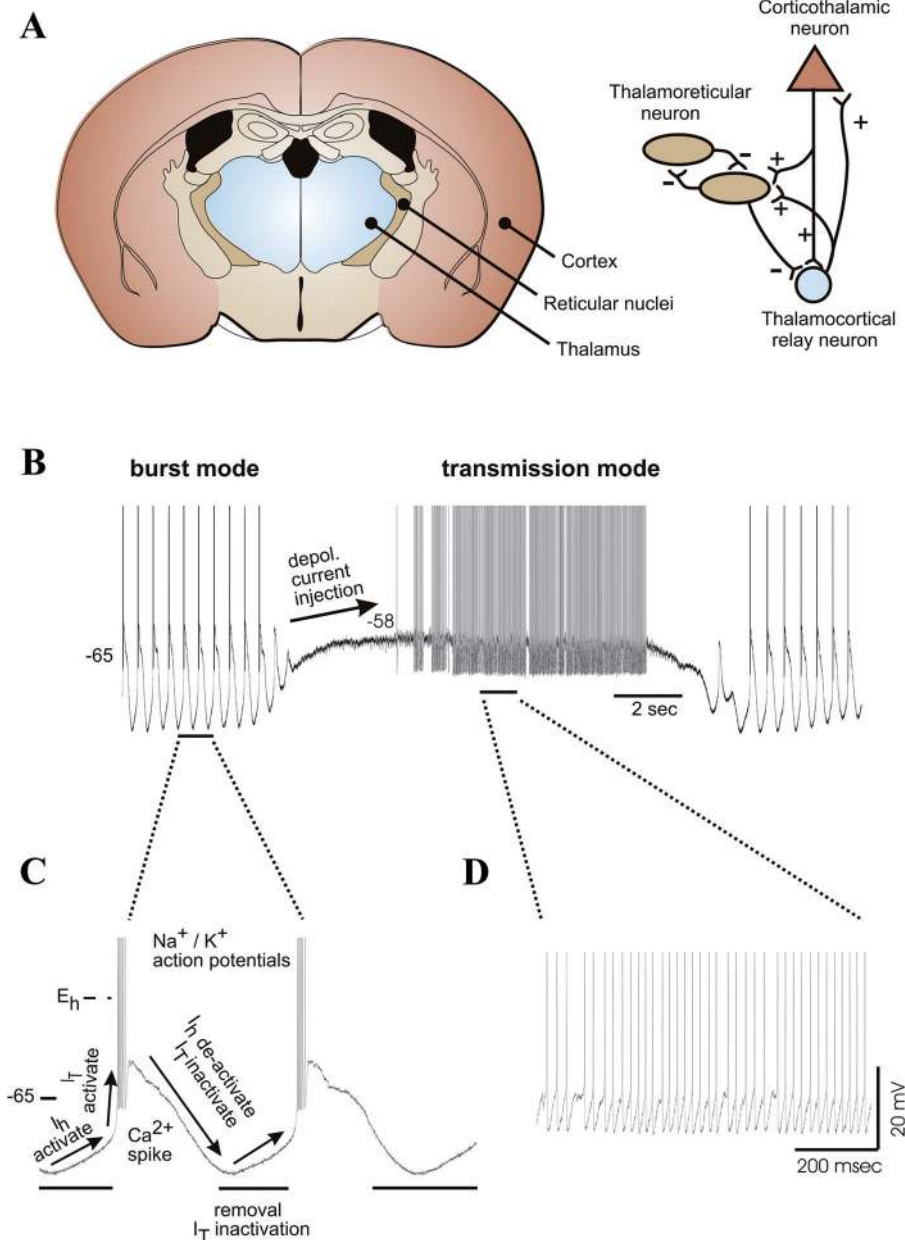 A
Corticothalamic
neuron
Thalamoreticular
neuron
+
-
+
-
+
+
-
Cortex
Reticular nuclei
Thalamus
Thalamocortical
relay neuron
B
burst mode
transmission mode
depol.
current
injection
-58
-65
2 sec
C
D
Na+ / K+
action potentials
Eh
-65
IT
activate
Ih
activate
Ca2+
spike
Ih de-activate
IT inactivate
removal
IT inactivation
20 mV
200 msec